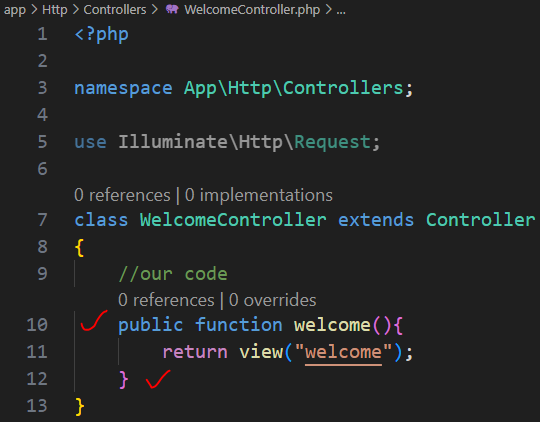 app > Http > Controllers > WelcomeController.php > ...
1 <?php
2
3 namespace App\Http\Controllers;
4
5 use Illuminate\Http\Request;
6
0 references | 0 implementations
7 class WelcomeController extends Controller
8 {
9 //our code
0 references | 0 overrides
10 public function welcome(){
11 return view("welcome");
12 }
13 }